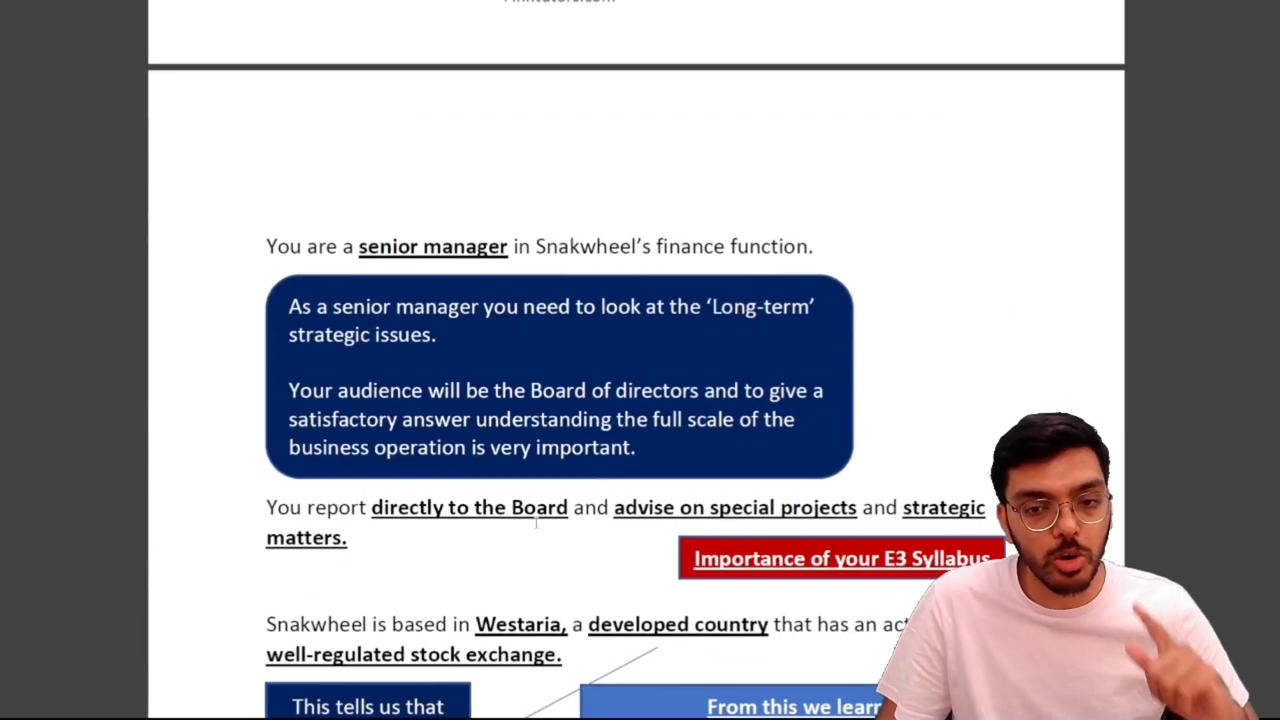 You are a senior manager in Snakwheel's finance function.
As a senior manager you need to look at the 'Long-term'
strategic issues.
Your audience will be the Board of directors and to give a
satisfactory answer understanding the full scale of the
business operation is very important.
You report directly to the Board and advise on special projects and strategic
matters.
Importance of your E3 Syllabus
Snakwheel is based in Westaria, a developed country that has an
well-regulated stock exchange.
This tells us that
From this we learn